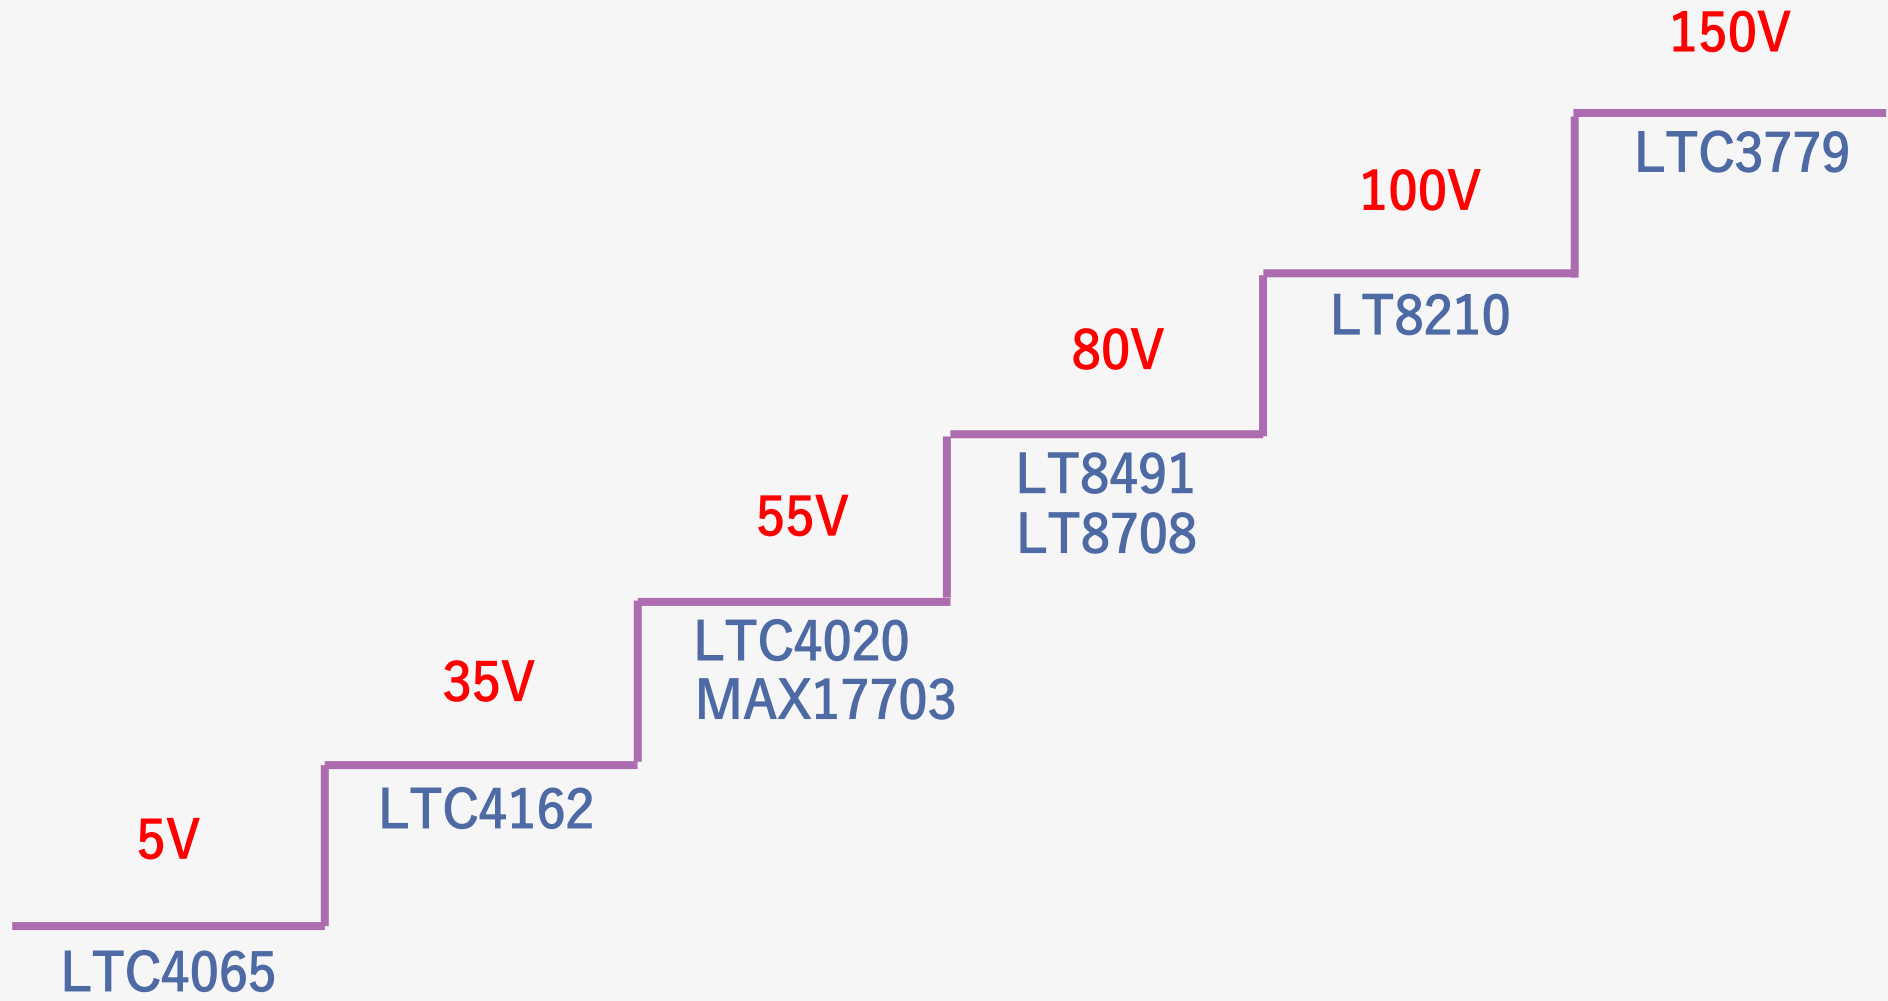 150V
LTC3779
100V
LT8210
80V
LT8491
LT8708
55V
LTC4020
MAX17703
35V
LTC4162
5V
LTC4065